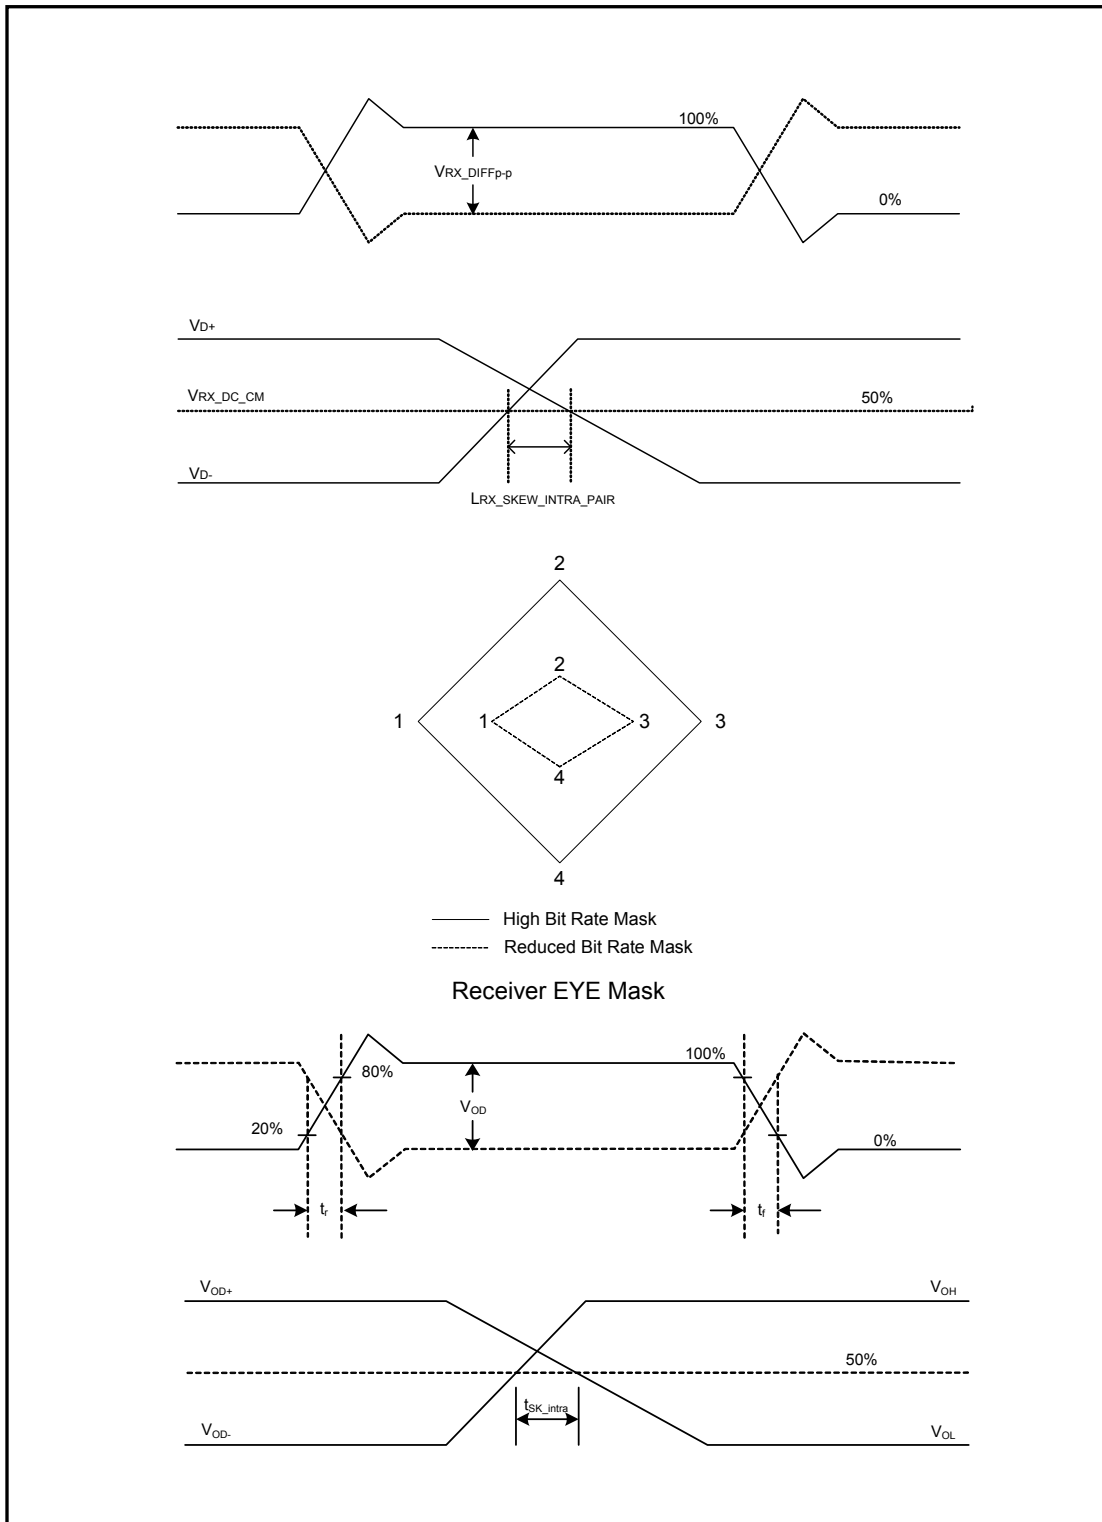 100%
VRX_DIFFp-p
0%
VD+
VRX_DC_CM
50%
VD-
LRX_SKEW_INTRA_PAIR
2
2
1
1
3
3
4
4
High Bit Rate Mask
Reduced Bit Rate Mask
Receiver EYE Mask
100%
80%
VOD
20%
0%
tr
tf
VOD+
VOH
50%
tSK_intra
VOD-
VOL